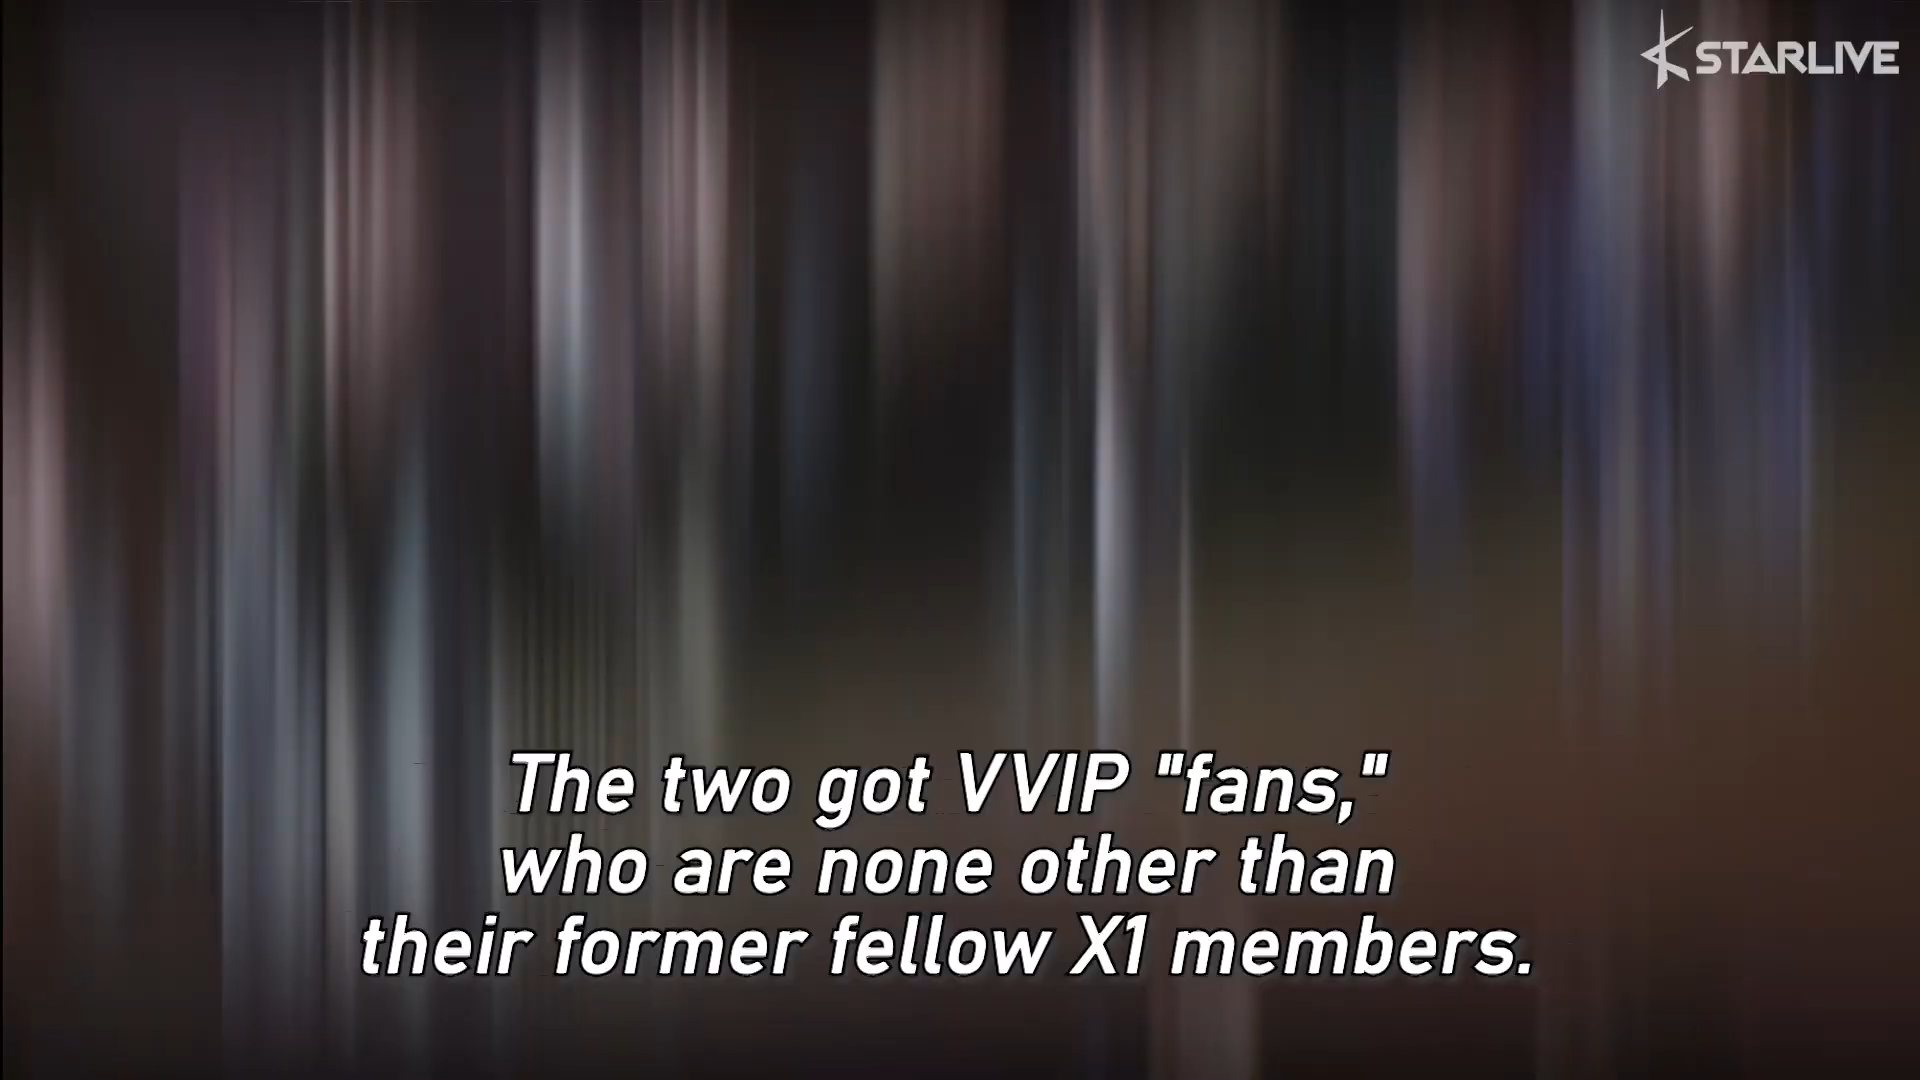 STARLIVE
The two got VVIP "fans,"
who are none other than
their former fellow X1 members.